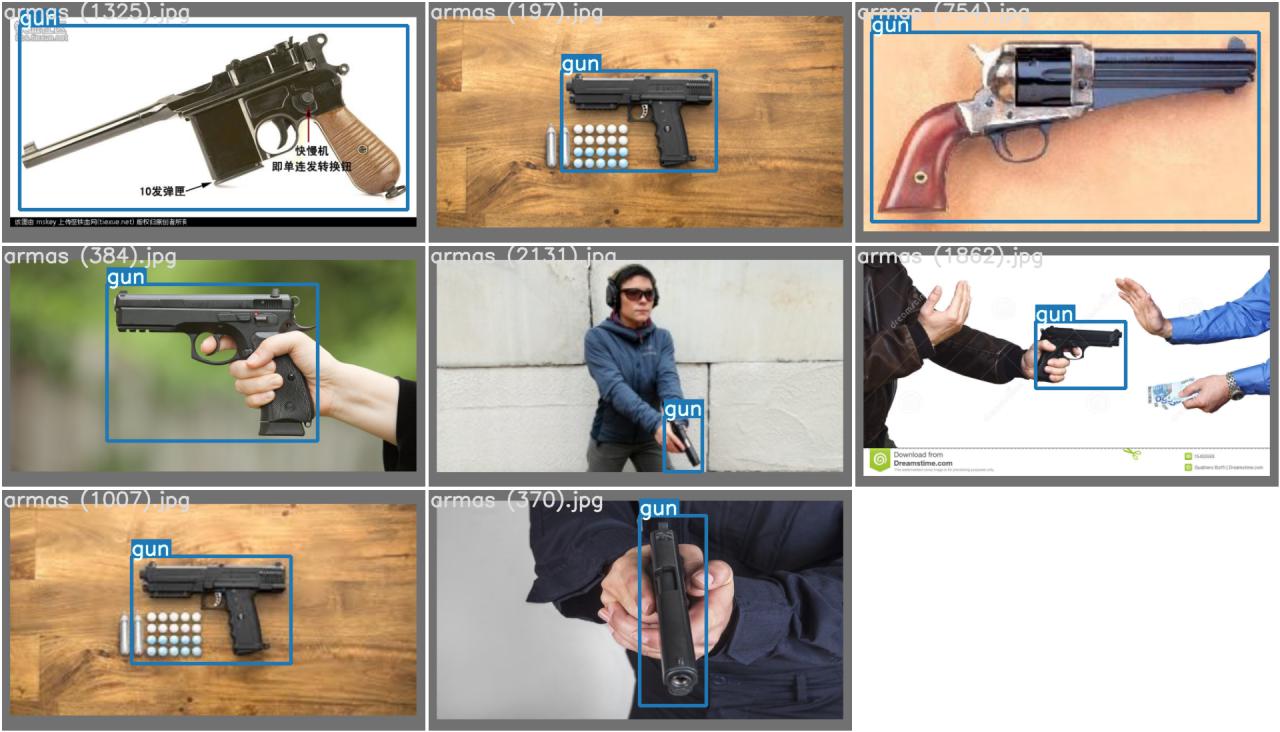 armas (1325).jpg
gun
快慢机
即单连发转换钮
10发弹匣
该图由 mskey 上传至铁血网(tiexue.net) 版权归原创者所有
armas (197).jpg
gun
armas (754).jpg
gun
armas (384).jpg
gun
armas (2131).jpg
gun
armas (1862).jpg
gun
dreamstime
Download from
Dreamstime.com
armas (1007).jpg
gun
armas (370).jpg
gun